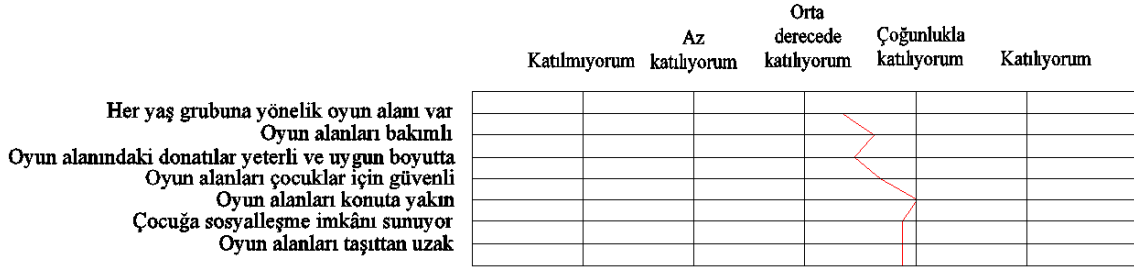 Katılmıyorum
Az
katılıyorum
Orta
derecede
katılıyorum
Çoğunlukla
katılıyorum
Katılıyorum
Her yaş grubuna yönelik oyun alanı var
Oyun alanları bakımlı
Oyun alanındaki donatılar yeterli ve uygun boyutta
Oyun alanları çocuklar için güvenli
Oyun alanları konuta yakın
Çocuğa sosyalleşme imkânı sunuyor
Oyun alanları taşıttan uzak